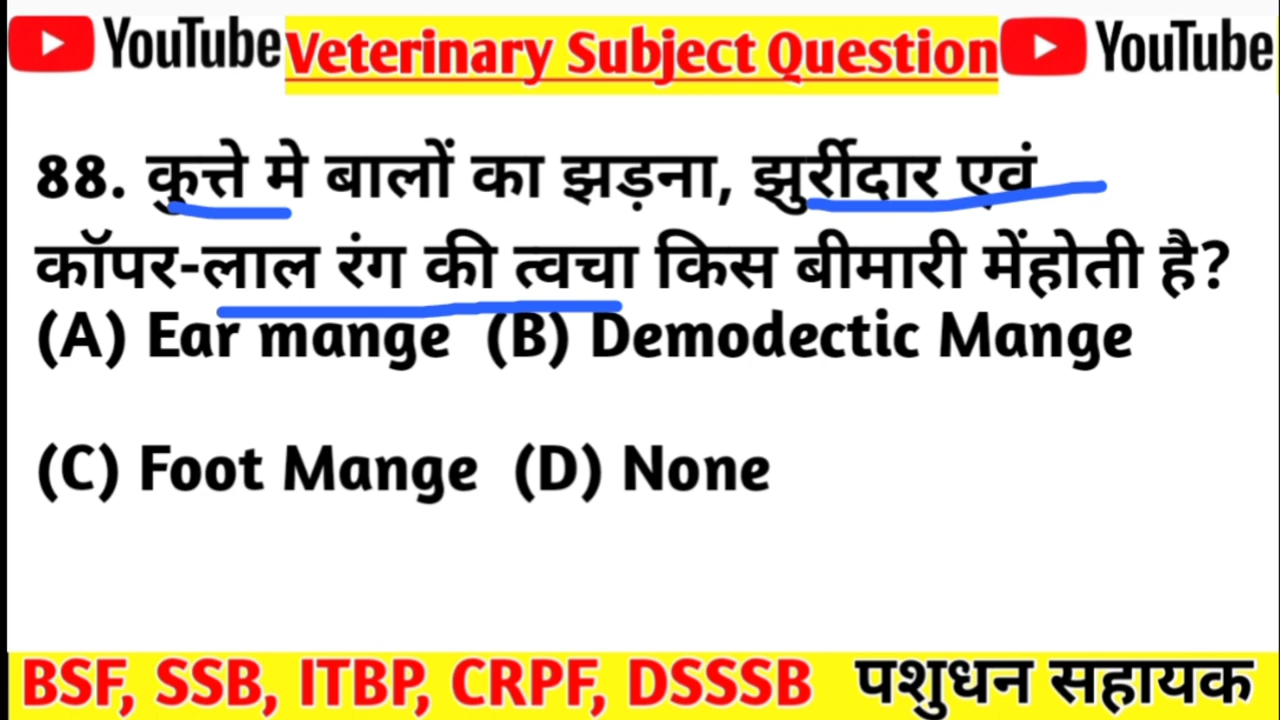 YouTube Veterinary Subject Question YouTube
88. कुत्ते मे बालों का झड़ना, झुर्रीदार एवं
कॉपर-लाल रंग की त्वचा किस बीमारी मेंहोती है?
(A) Ear mange (B) Demodectic Mange
(C) Foot Mange (D) None
BSF, SSB, ITBP, CRPF, DSSSB पशुधन सहायक